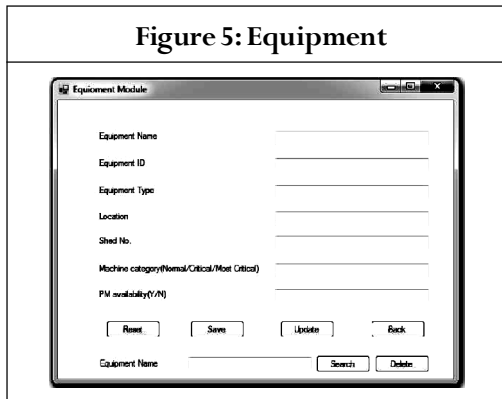 Figure 5: Equipment
Equioment Module
Equipment Name
Equipment ID
Equipment Type
Location
Shed No.
Machine category(Normal/Critical/Most Critical)
PM availability(Y/N)
Reset Save Update Back
Equipment Name Search Delete